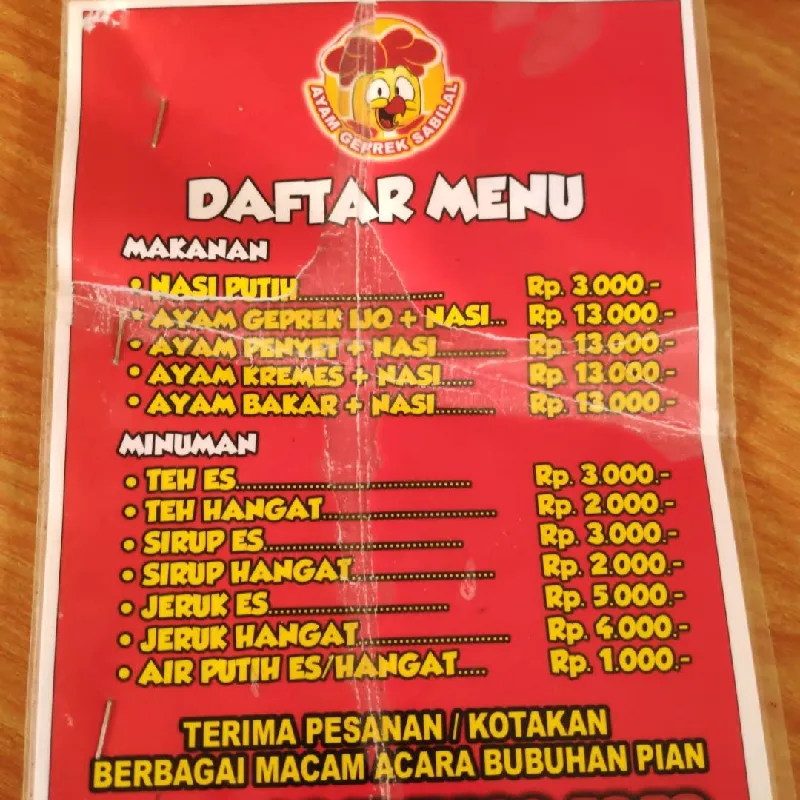 AYAM GEPREK SABILAL
DAFTAR MENU
MAKANAN
• NASI PUTIH........................ Rp. 3.000.-
• AYAM GEPREK IJO + NASI... Rp. 13.000.-
• AYAM PENYET + NASI............ Rp. 13.000.-
• AYAM KREMES + NASI..... Rp. 13.000.-
• AYAM BAKAR + NASI.......... Rp. 13.000.-
MINUMAN
• TEH ES....................................... Rp. 3.000.-
• TEH HANGAT............................. Rp. 2.000.-
• SIRUP ES.................................. Rp. 3.000.-
• SIRUP HANGAT........................ Rp. 2.000.-
• JERUK ES.............................. Rp. 5.000.-
• JERUK HANGAT......................... Rp. 4.000.-
• AIR PUTIH ES/HANGAT..... Rp. 1.000.-
TERIMA PESANAN / KOTAKAN
BERBAGAI MACAM ACARA BUBUHAN PIAN